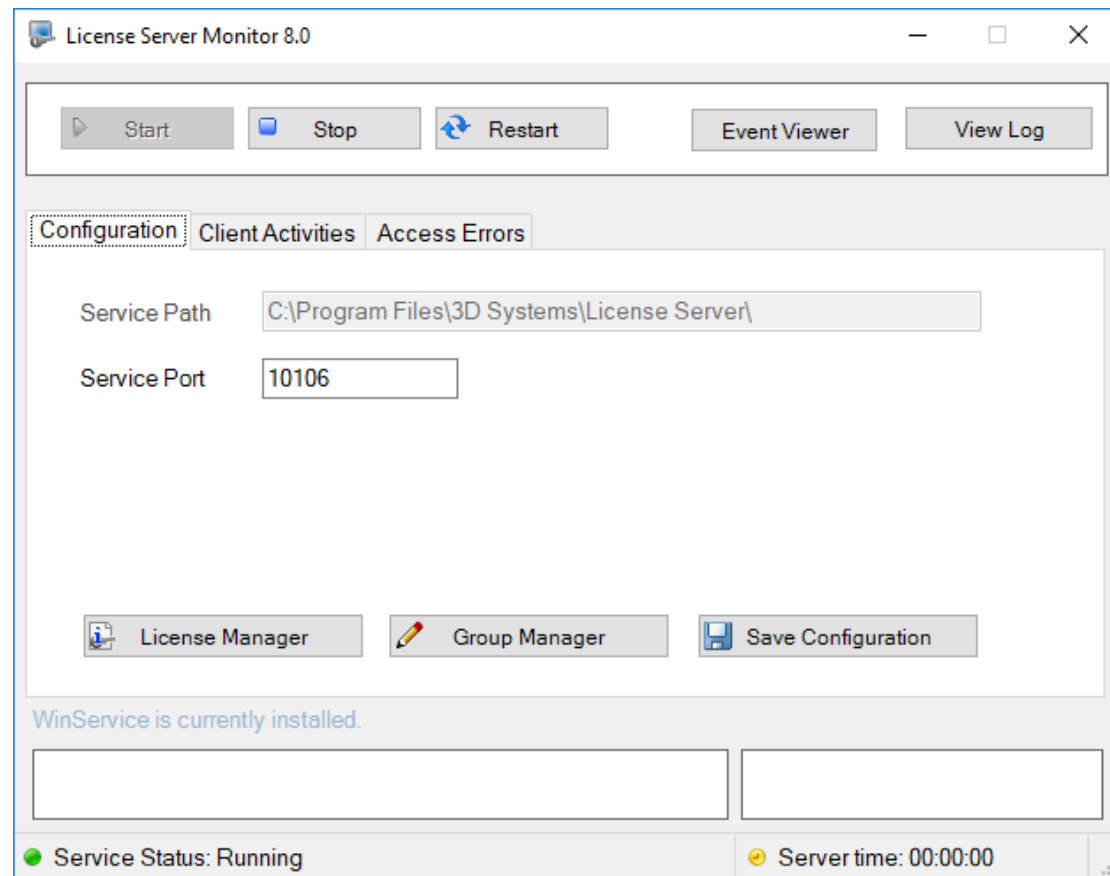 License Server Monitor 8.0
Start Stop Restart Event Viewer View Log
Configuration Client Activities Access Errors
Service Path C:\Program Files\3D Systems\License Server\
Service Port 10106
License Manager Group Manager Save Configuration
WinService is currently installed.
Service Status: Running Server time: 00:00:00